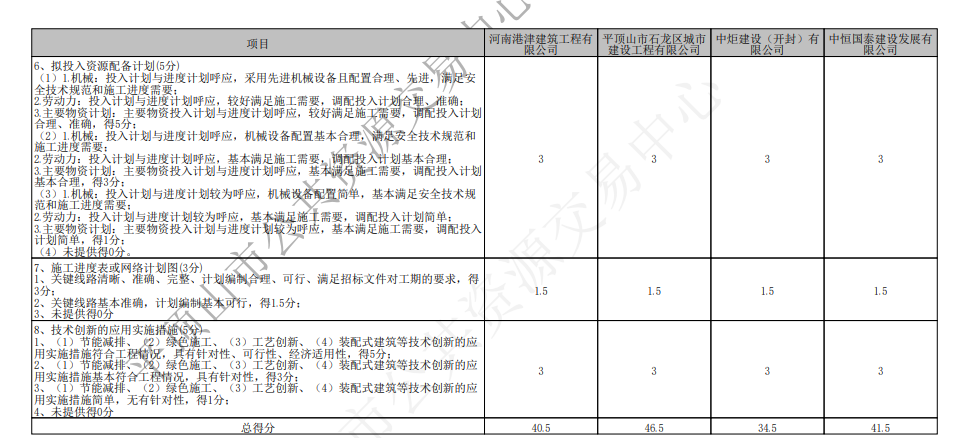 项目
河南港津建筑工程有限公司
平顶山市石龙区城市建设工程有限公司
中炬建设（开封）有限公司
中恒国泰建设发展有限公司
6、拟投入资源配备计划(5分)
（1）1.机械：投入计划与进度计划呼应，采用先进机械设备且配置合理、先进，满足安
全技术规范和施工进度需要；
2.劳动力：投入计划与进度计划呼应，较好满足施工需要，调配投入计划合理、准确；
3.主要物资计划：主要物资投入计划与进度计划呼应，较好满足施工需要，调配投入计划
合理、准确，得5分；
（2）1.机械：投入计划与进度计划呼应，机械设备配置基本合理，满足安全技术规范和
施工进度需要；
2.劳动力：投入计划与进度计划呼应，基本满足施工需要，调配投入计划基本合理；
3.主要物资计划：主要物资投入计划与进度计划呼应，基本满足施工需要，调配投入计划
基本合理，得3分；
（3）1.机械：投入计划与进度计划较为呼应，机械设备配置简单，基本满足安全技术规
范和施工进度需要；
2.劳动力：投入计划与进度计划较为呼应，基本满足施工需要，调配投入计划简单；
3.主要物资计划：主要物资投入计划与进度计划较为呼应，基本满足施工需要，调配投入
计划简单，得1分；
（4）未提供得0分。
3 3 3 3
7、施工进度表或网络计划图(3分)
1、关键线路清晰、准确、完整、计划编制合理、可行、满足招标文件对工期的要求，得
3分；
2、关键线路基本准确，计划编制基本可行，得1.5分；
3、未提供得0分
1.5 1.5 1.5 1.5
8、技术创新的应用实施措施(5分)
1、（1）节能减排、（2）绿色施工、（3）工艺创新、（4）装配式建筑等技术创新的应
用实施措施符合工程情况，具有针对性、可行性、经济适用性，得5分；
2、（1）节能减排、（2）绿色施工、（3）工艺创新、（4）装配式建筑等技术创新的应
用实施措施基本符合工程情况，具有针对性，得3分；
3、（1）节能减排、（2）绿色施工、（3）工艺创新、（4）装配式建筑等技术创新的应
用实施措施简单，无有针对性，得1分；
4、未提供得0分
3 3 3 3
总得分 40.5 46.5 34.5 41.5
平顶山市公共资源交易中心
市公共资源交易中心